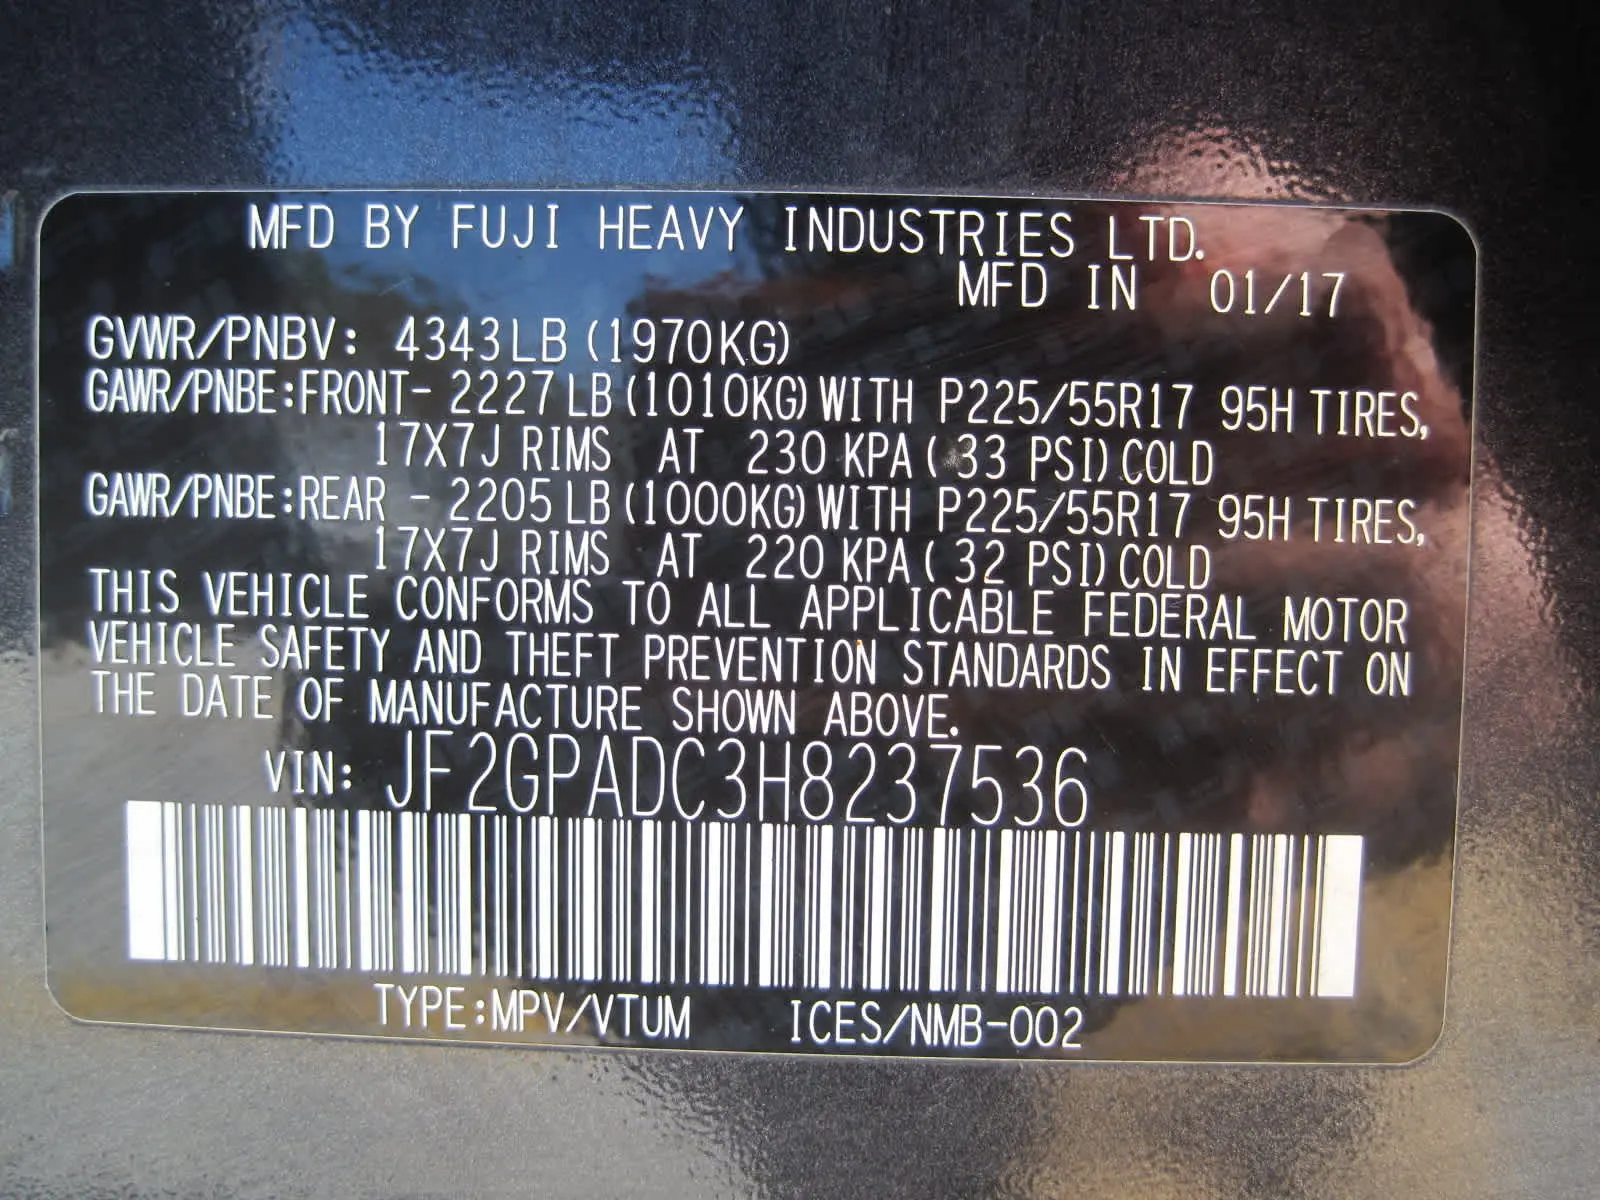 MFD BY FUJI HEAVY INDUSTRIES LTD.
MFD IN 01/17
GVWR/PNBV: 4343LB (1970KG)
GAWR/PNBE:FRONT- 2227LB (1010KG) WITH P225/55R17 95H TIRES,
17X7J RIMS AT 230 KPA ( 33 PSI) COLD
GAWR/PNBE:REAR - 2205LB (1000KG) WITH P225/55R17 95H TIRES,
17X7J RIMS AT 220 KPA ( 32 PSI) COLD
THIS VEHICLE CONFORMS TO ALL APPLICABLE FEDERAL MOTOR
VEHICLE SAFETY AND THEFT PREVENTION STANDARDS IN EFFECT ON
THE DATE OF MANUFACTURE SHOWN ABOVE.
VIN: JF2GPADC3H8237536
TYPE:MPV/VTUM ICES/NMB-002